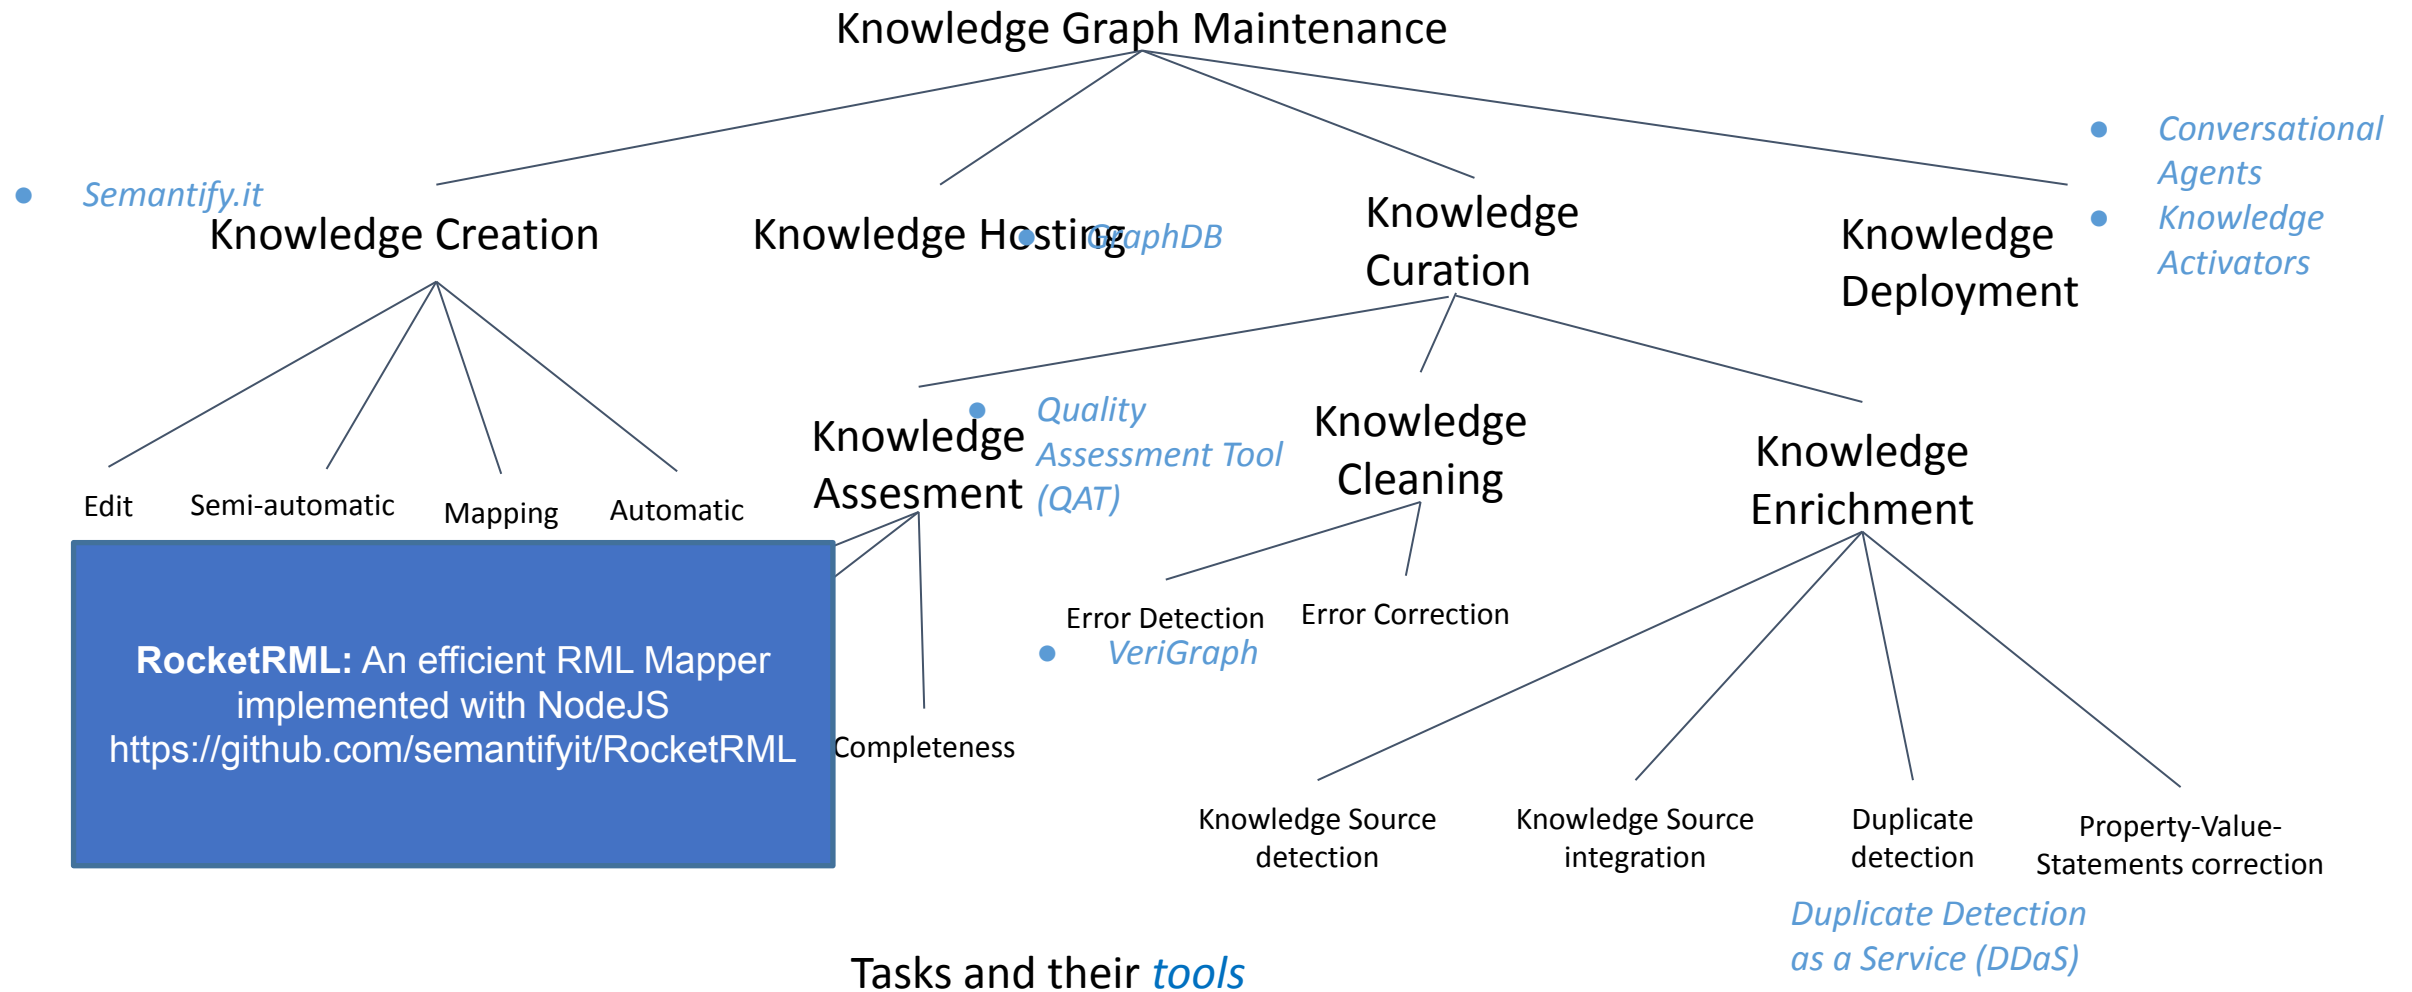 Knowledge Graph Maintenance
● Conversational
Agents
● Knowledge
Activators
● Semantify.it
Knowledge Creation
Knowledge Hosting
● GraphDB
Knowledge
Curation
Knowledge
Deployment
● Quality
Assessment Tool
(QAT)
Knowledge
Assesment
Knowledge
Cleaning
Knowledge
Enrichment
Edit
Semi-automatic
Mapping
Automatic
Error Detection
Error Correction
● VeriGraph
RocketRML: An efficient RML Mapper
implemented with NodeJS
https://github.com/semantifyit/RocketRML
Completeness
Knowledge Source
detection
Knowledge Source
integration
Duplicate
detection
Property-Value-
Statements correction
Duplicate Detection
as a Service (DDaS)
Tasks and their tools